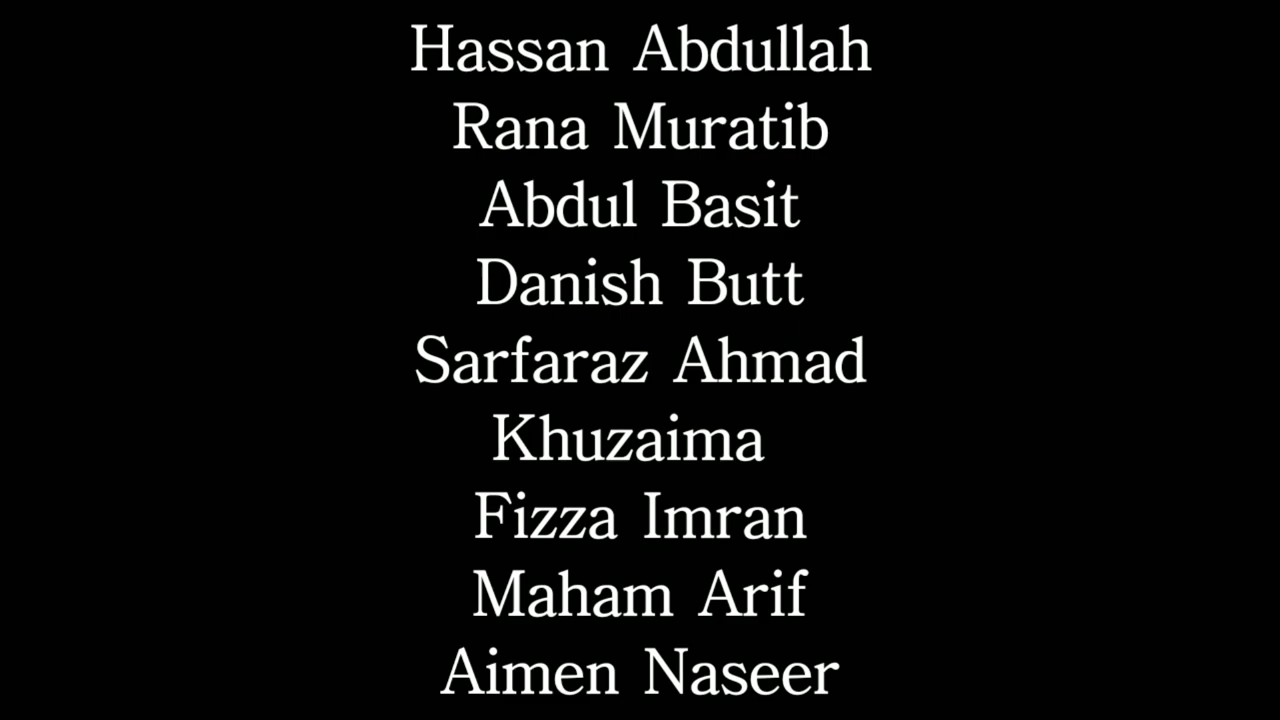 Hassan Abdullah
Rana Muratib
Abdul Basit
Danish Butt
Sarfaraz Ahmad
Khuzaima
Fizza Imran
Maham Arif
Aimen Naseer